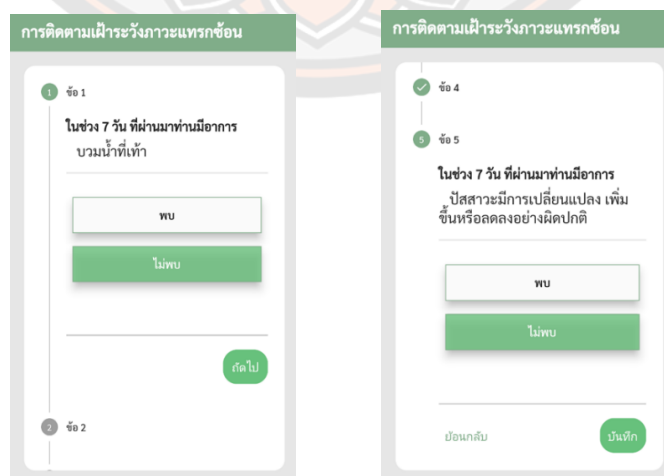 การติดตามเฝ้าระวังภาวะแทรกซ้อน
1 ข้อ 1
ในช่วง 7 วัน ที่ผ่านมาท่านมีอาการ
บวมน้ำที่เท้า
พบ
ไม่พบ
ถัดไป
2 ข้อ 2
การติดตามเฝ้าระวังภาวะแทรกซ้อน
ข้อ 4
5 ข้อ 5
ในช่วง 7 วัน ที่ผ่านมาท่านมีอาการ
ปัสสาวะมีการเปลี่ยนแปลง เพิ่ม
ขึ้นหรือลดลงอย่างผิดปกติ
พบ
ไม่พบ
ย้อนกลับ
บันทึก